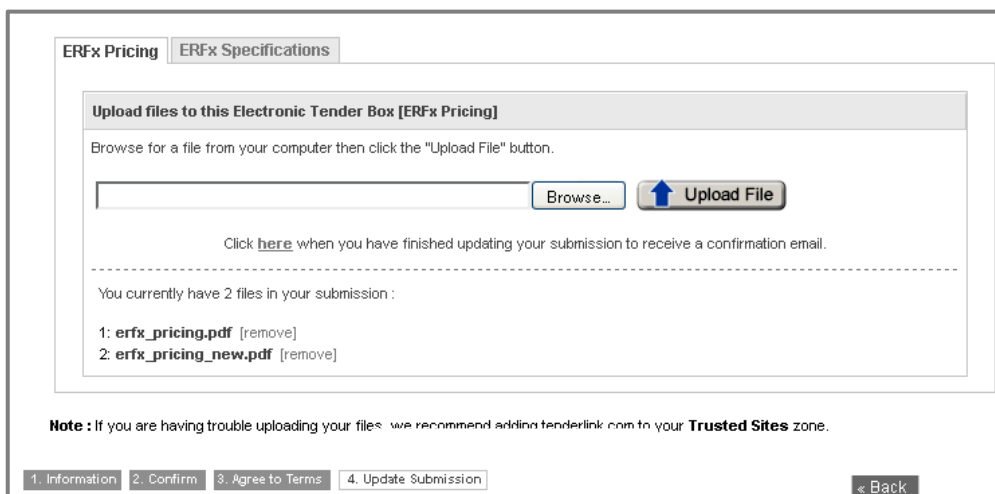 ERFx Pricing ERFx Specifications
Upload files to this Electronic Tender Box [ERFx Pricing]
Browse for a file from your computer then click the "Upload File" button.
Browse... Upload File
Click here when you have finished updating your submission to receive a confirmation email.
You currently have 2 files in your submission :
1: erfx_pricing.pdf [remove]
2: erfx_pricing_new.pdf [remove]
Note : If you are having trouble uploading your files, we recommend adding tenderlink.com to your Trusted Sites zone.
1. Information 2. Confirm 3. Agree to Terms 4. Update Submission
« Back